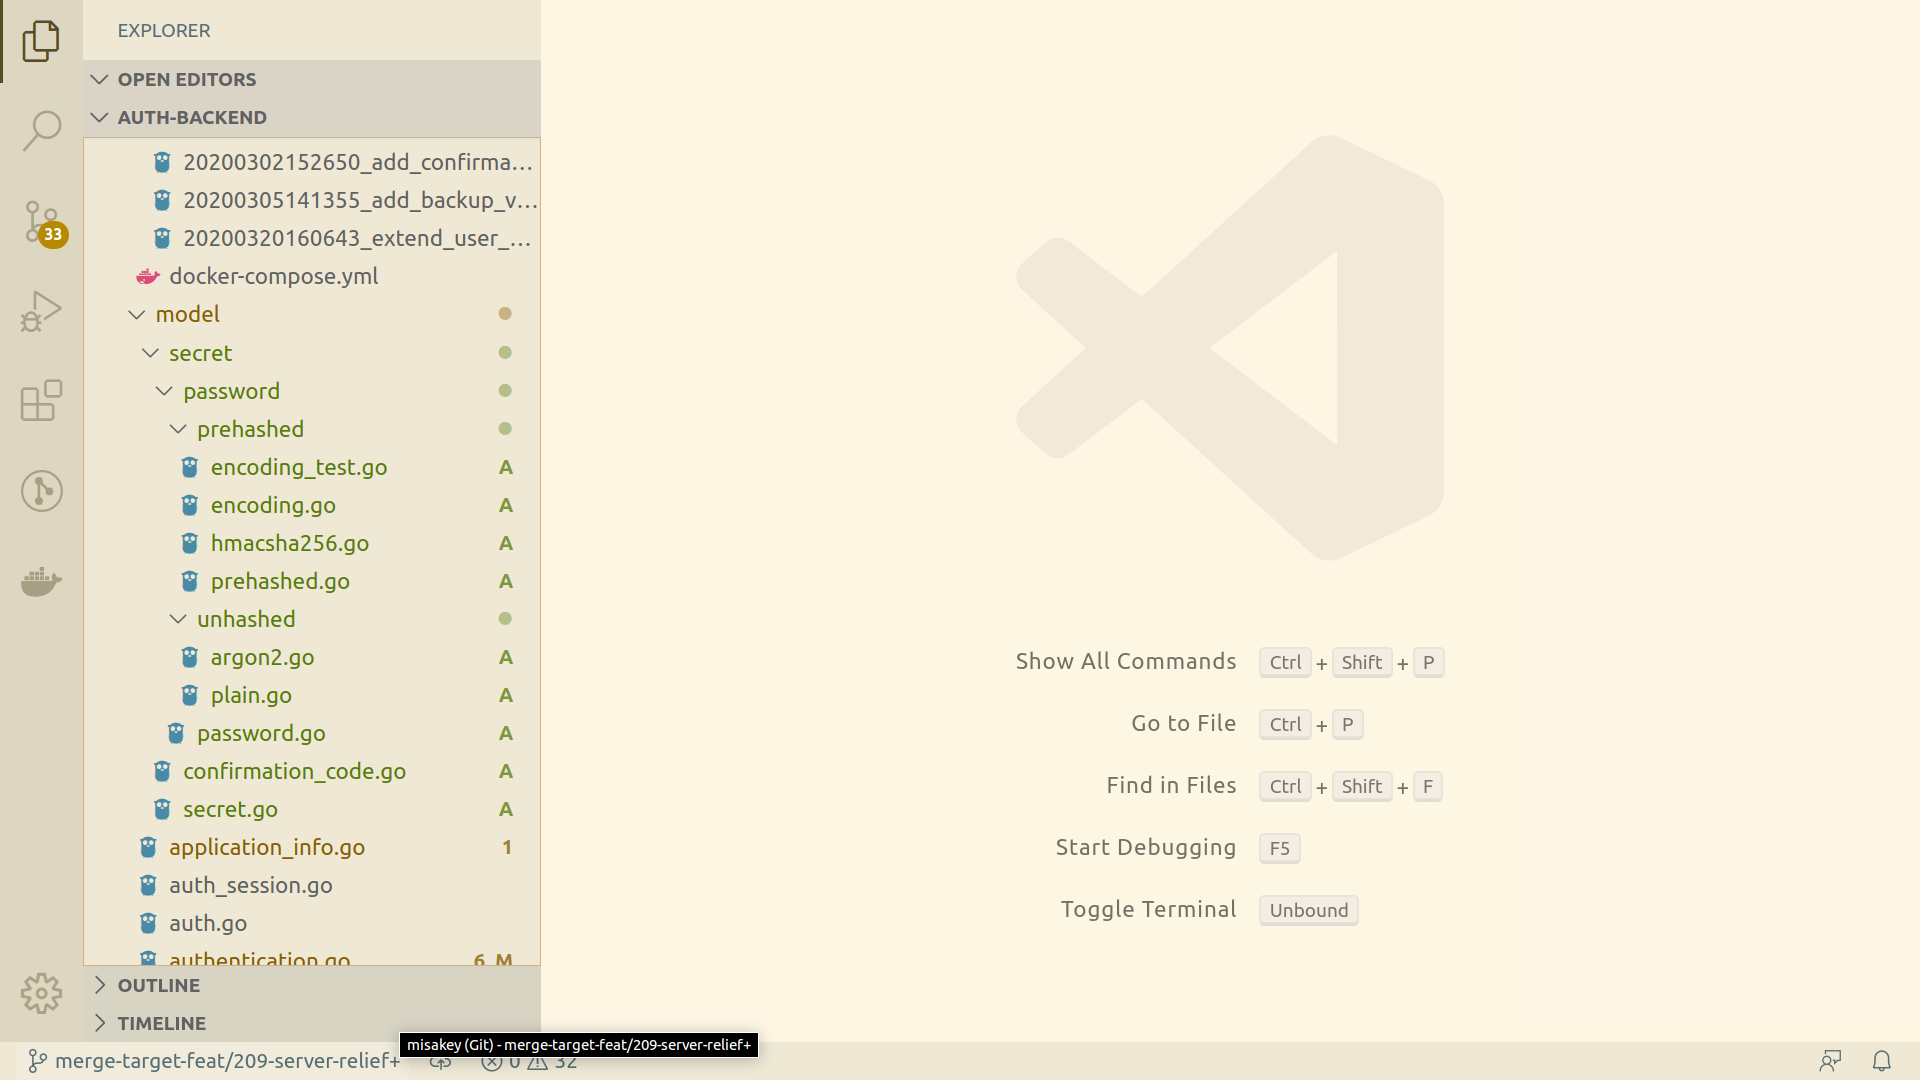 EXPLORER
OPEN EDITORS
AUTH-BACKEND
20200302152650_add_confirma...
20200305141355_add_backup_v...
20200320160643_extend_user_...
docker-compose.yml
model
secret
password
prehashed
encoding_test.go A
encoding.go A
hmacsha256.go A
prehashed.go A
unhashed
argon2.go A
plain.go A
password.go A
confirmation_code.go A
secret.go A
application_info.go 1
auth_session.go
auth.go
authentication.go 6 M
OUTLINE
TIMELINE
33
Show All Commands Ctrl + Shift + P
Go to File Ctrl + P
Find in Files Ctrl + Shift + F
Start Debugging F5
Toggle Terminal Unbound
misakey (Git) - merge-target-feat/209-server-relief+
merge-target-feat/209-server-relief+ 0 32